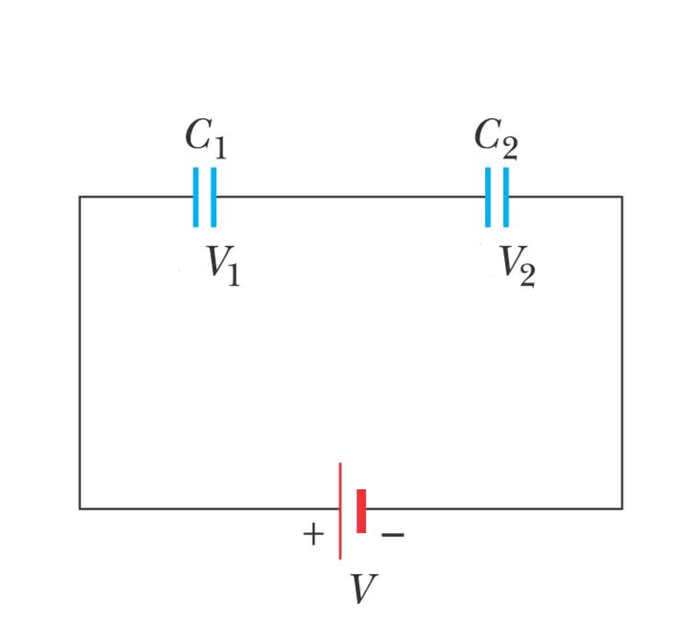 C₁ C₂
V₁ V₂
+ −
V